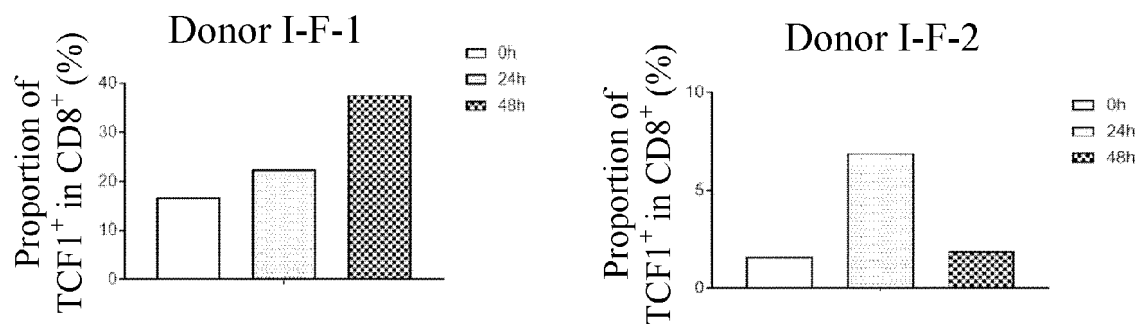 Donor I-F-1
Proportion of
TCF1⁺ in CD8⁺ (%)
40
30
20
10
0
0h
24h
48h
Donor I-F-2
Proportion of
TCF1⁺ in CD8⁺ (%)
10
5
0
0h
24h
48h